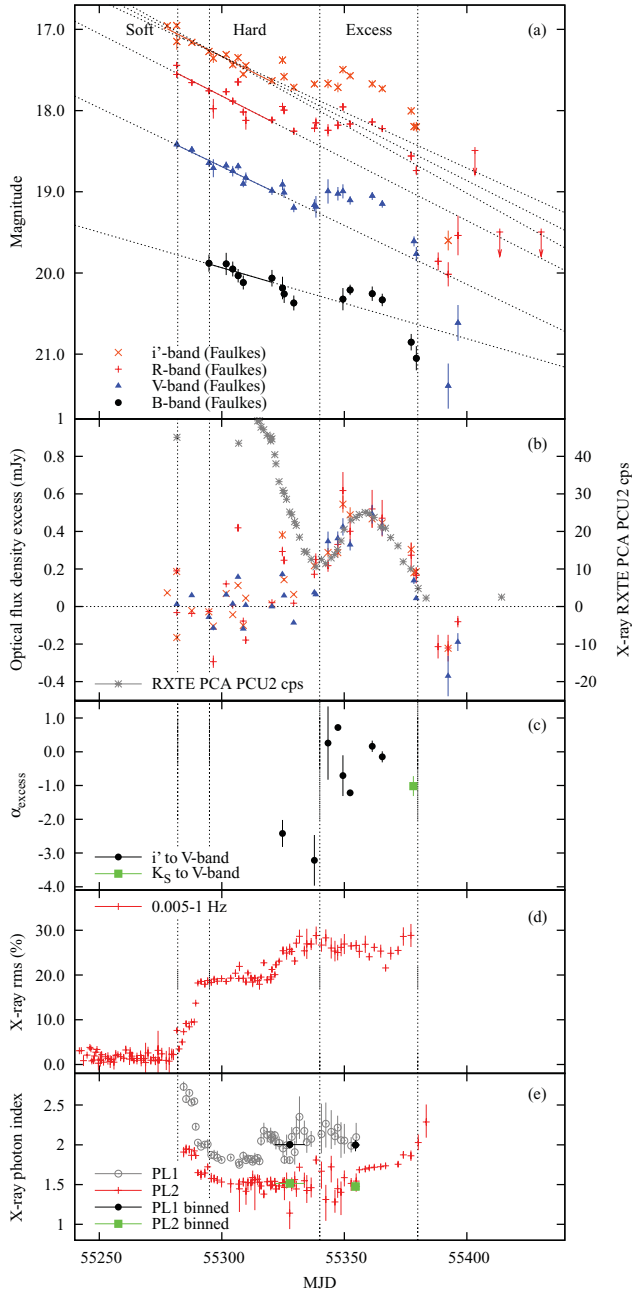 Soft Hard Excess (a)
17.0
18.0
19.0
20.0
21.0
Magnitude
i'-band (Faulkes)
R-band (Faulkes)
V-band (Faulkes)
B-band (Faulkes)
(b)
1
0.8
0.6
0.4
0.2
0
-0.2
-0.4
Optical flux density excess (mJy)
40
30
20
10
0
-10
-20
X-ray RXTE PCA PCU2 cps
RXTE PCA PCU2 cps
(c)
1.0
0.0
-1.0
-2.0
-3.0
-4.0
αexcess
i' to V-band
KS to V-band
(d)
0.005-1 Hz
30.0
20.0
10.0
0.0
X-ray rms (%)
(e)
2.5
2
1.5
1
X-ray photon index
PL1
PL2
PL1 binned
PL2 binned
55250 55300 55350 55400
MJD